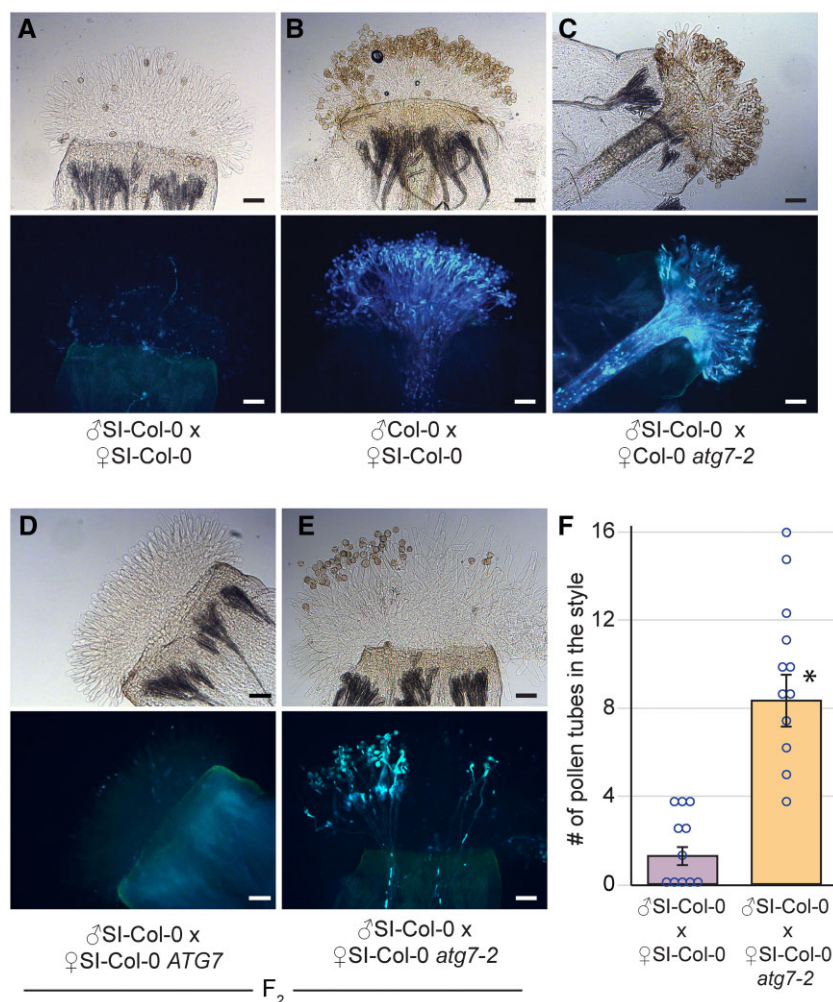 A
B
C
♂SI-Col-0 x
♀SI-Col-0
♂Col-0 x
♀SI-Col-0
♂SI-Col-0 x
♀Col-0 atg7-2
D
E
♂SI-Col-0 x
♀SI-Col-0 ATG7
♂SI-Col-0 x
♀SI-Col-0 atg7-2
F2
F
# of pollen tubes in the style
16
12
8
4
0
*
♂SI-Col-0
x
♀SI-Col-0
♂SI-Col-0
x
♀SI-Col-0
atg7-2